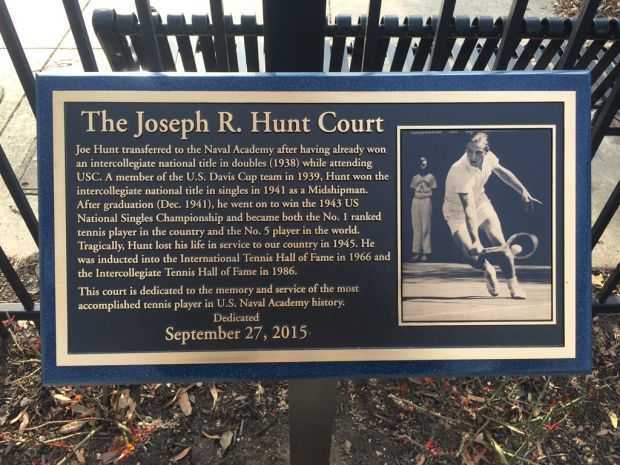 The Joseph R. Hunt Court
Joe Hunt transferred to the Naval Academy after having already won
an intercollegiate national title in doubles (1938) while attending
USC. A member of the U.S. Davis Cup team in 1939, Hunt won the
intercollegiate national title in singles in 1941 as a Midshipman.
After graduation (Dec. 1941), he went on to win the 1943 US
National Singles Championship and became both the No. 1 ranked
tennis player in the country and the No. 5 player in the world.
Tragically, Hunt lost his life in service to our country in 1945. He
was inducted into the International Tennis Hall of Fame in 1966 and
the Intercollegiate Tennis Hall of Fame in 1986.
This court is dedicated to the memory and service of the most
accomplished tennis player in U.S. Naval Academy history.
Dedicated
September 27, 2015